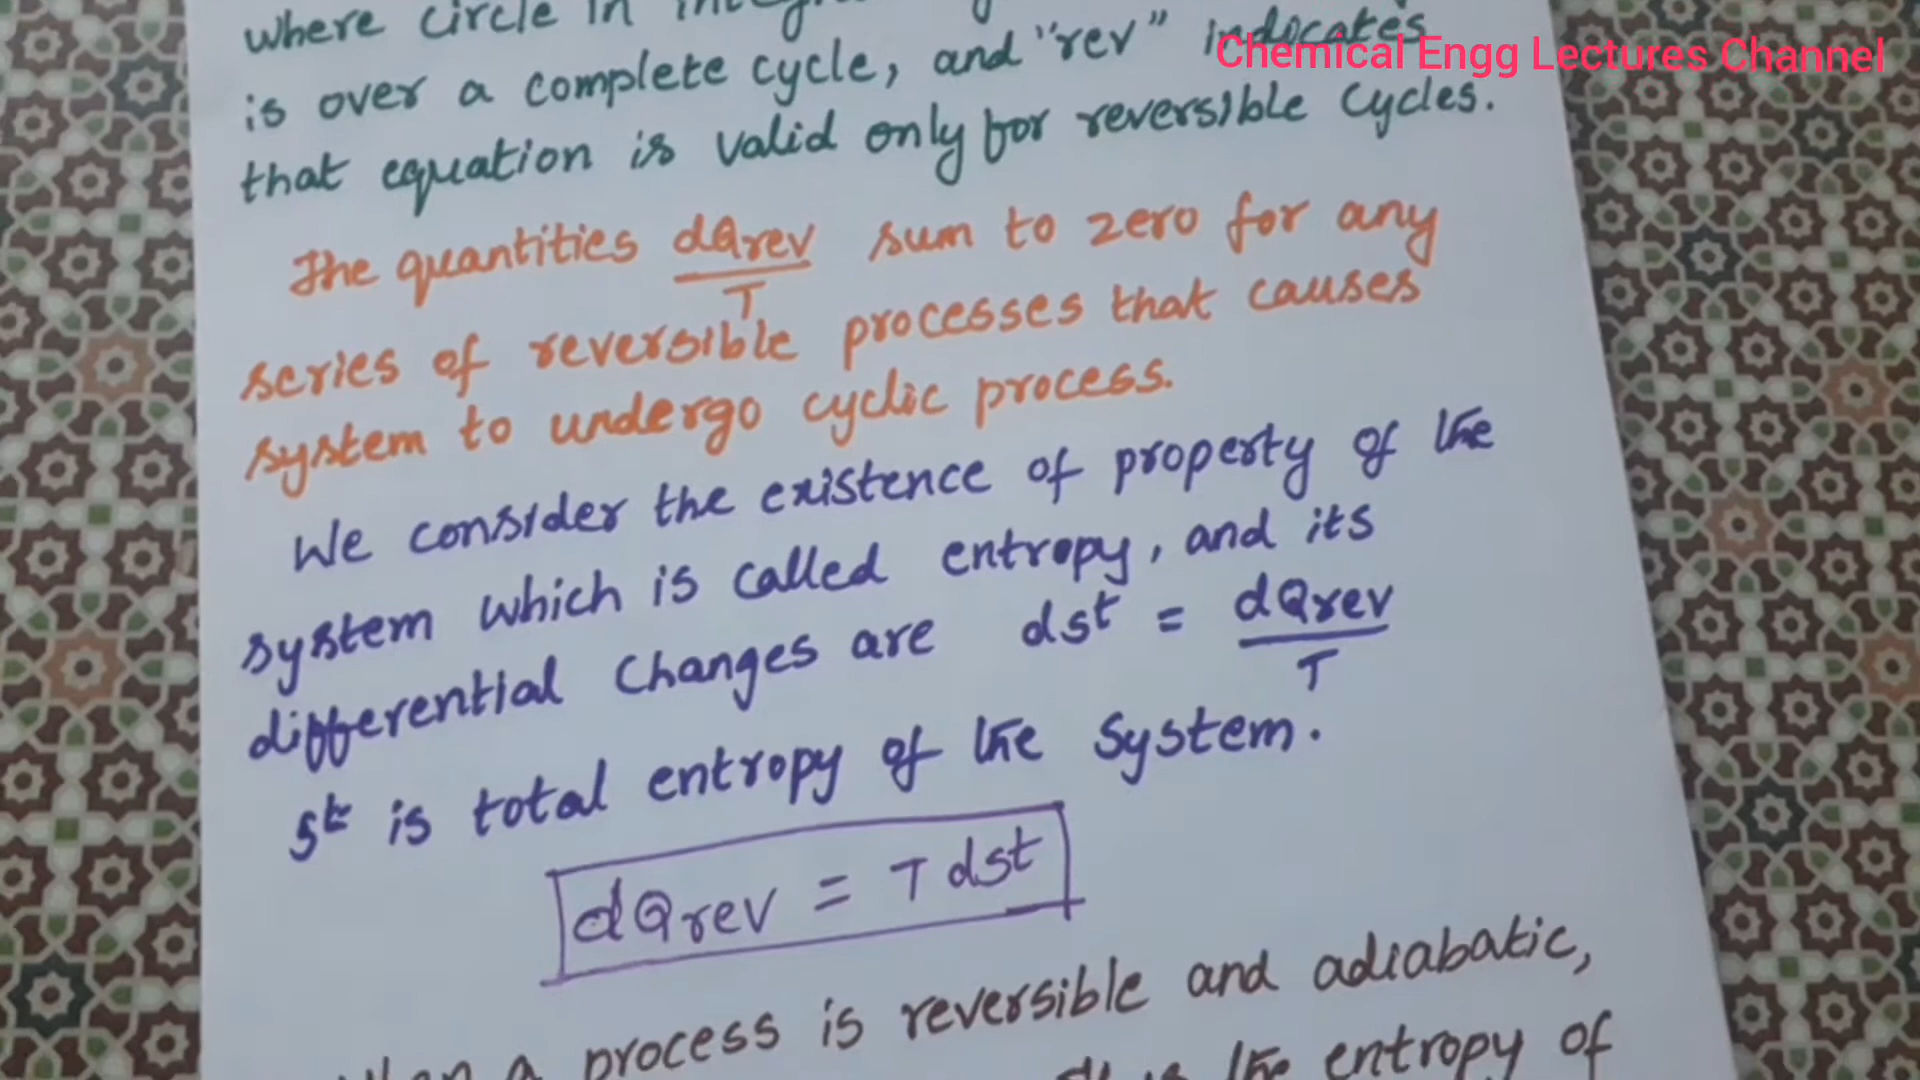 where circle in
is over a complete cycle, and "rev" indicates
Chemical Engg Lectures Channel
that equation is valid only for reversible cycles.
The quantities dQrev/T sum to zero for any
series of reversible processes that causes
system to undergo cyclic process.
We consider the existence of property of the
system which is called entropy, and its
differential changes are dst = dQrev/T
st is total entropy of the system.
dQrev = T dst
a process is reversible and adiabatic,
the entropy of